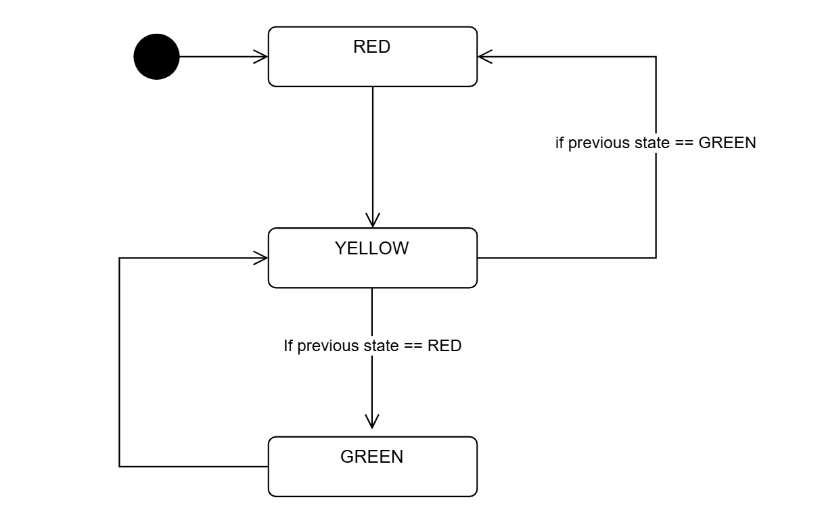 RED
if previous state == GREEN
YELLOW
If previous state == RED
GREEN